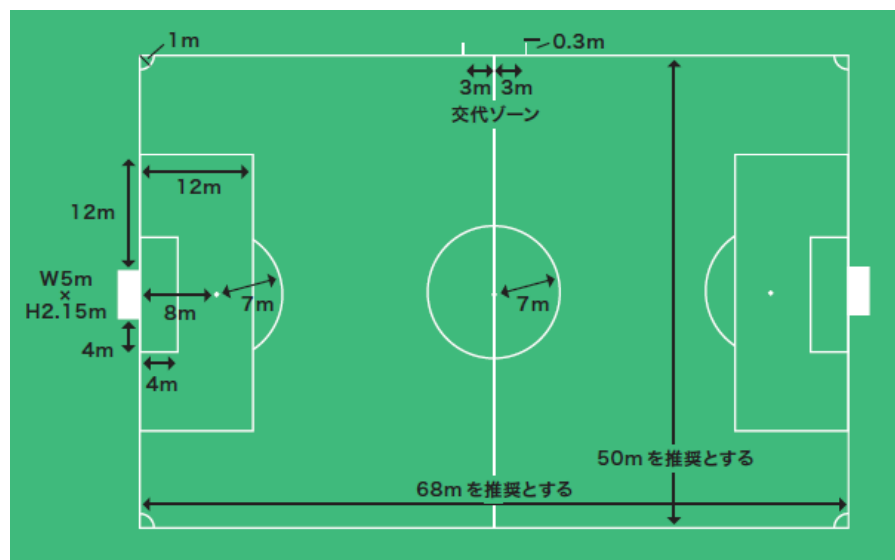 1m
0.3m
3m 3m
交代ゾーン
12m
12m
W5m
×
H2.15m
8m
7m
7m
4m
4m
50mを推奨とする
68mを推奨とする